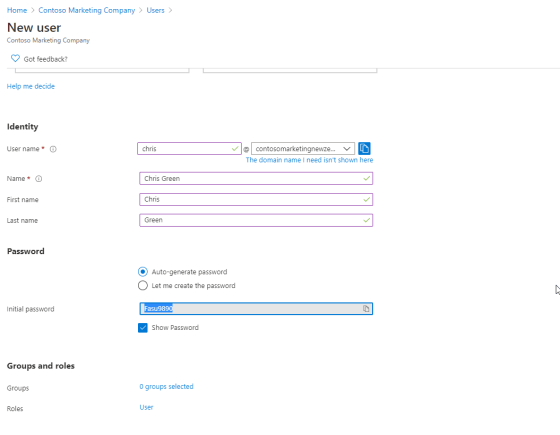 Home > Contoso Marketing Company > Users >
New user
Contoso Marketing Company
Got feedback?
Help me decide
Identity
User name * chris @ contosomarketingnewze...
The domain name I need isn't shown here
Name * Chris Green
First name Chris
Last name Green
Password
Auto-generate password
Let me create the password
Initial password Fasu9890
Show Password
Groups and roles
Groups 0 groups selected
Roles User